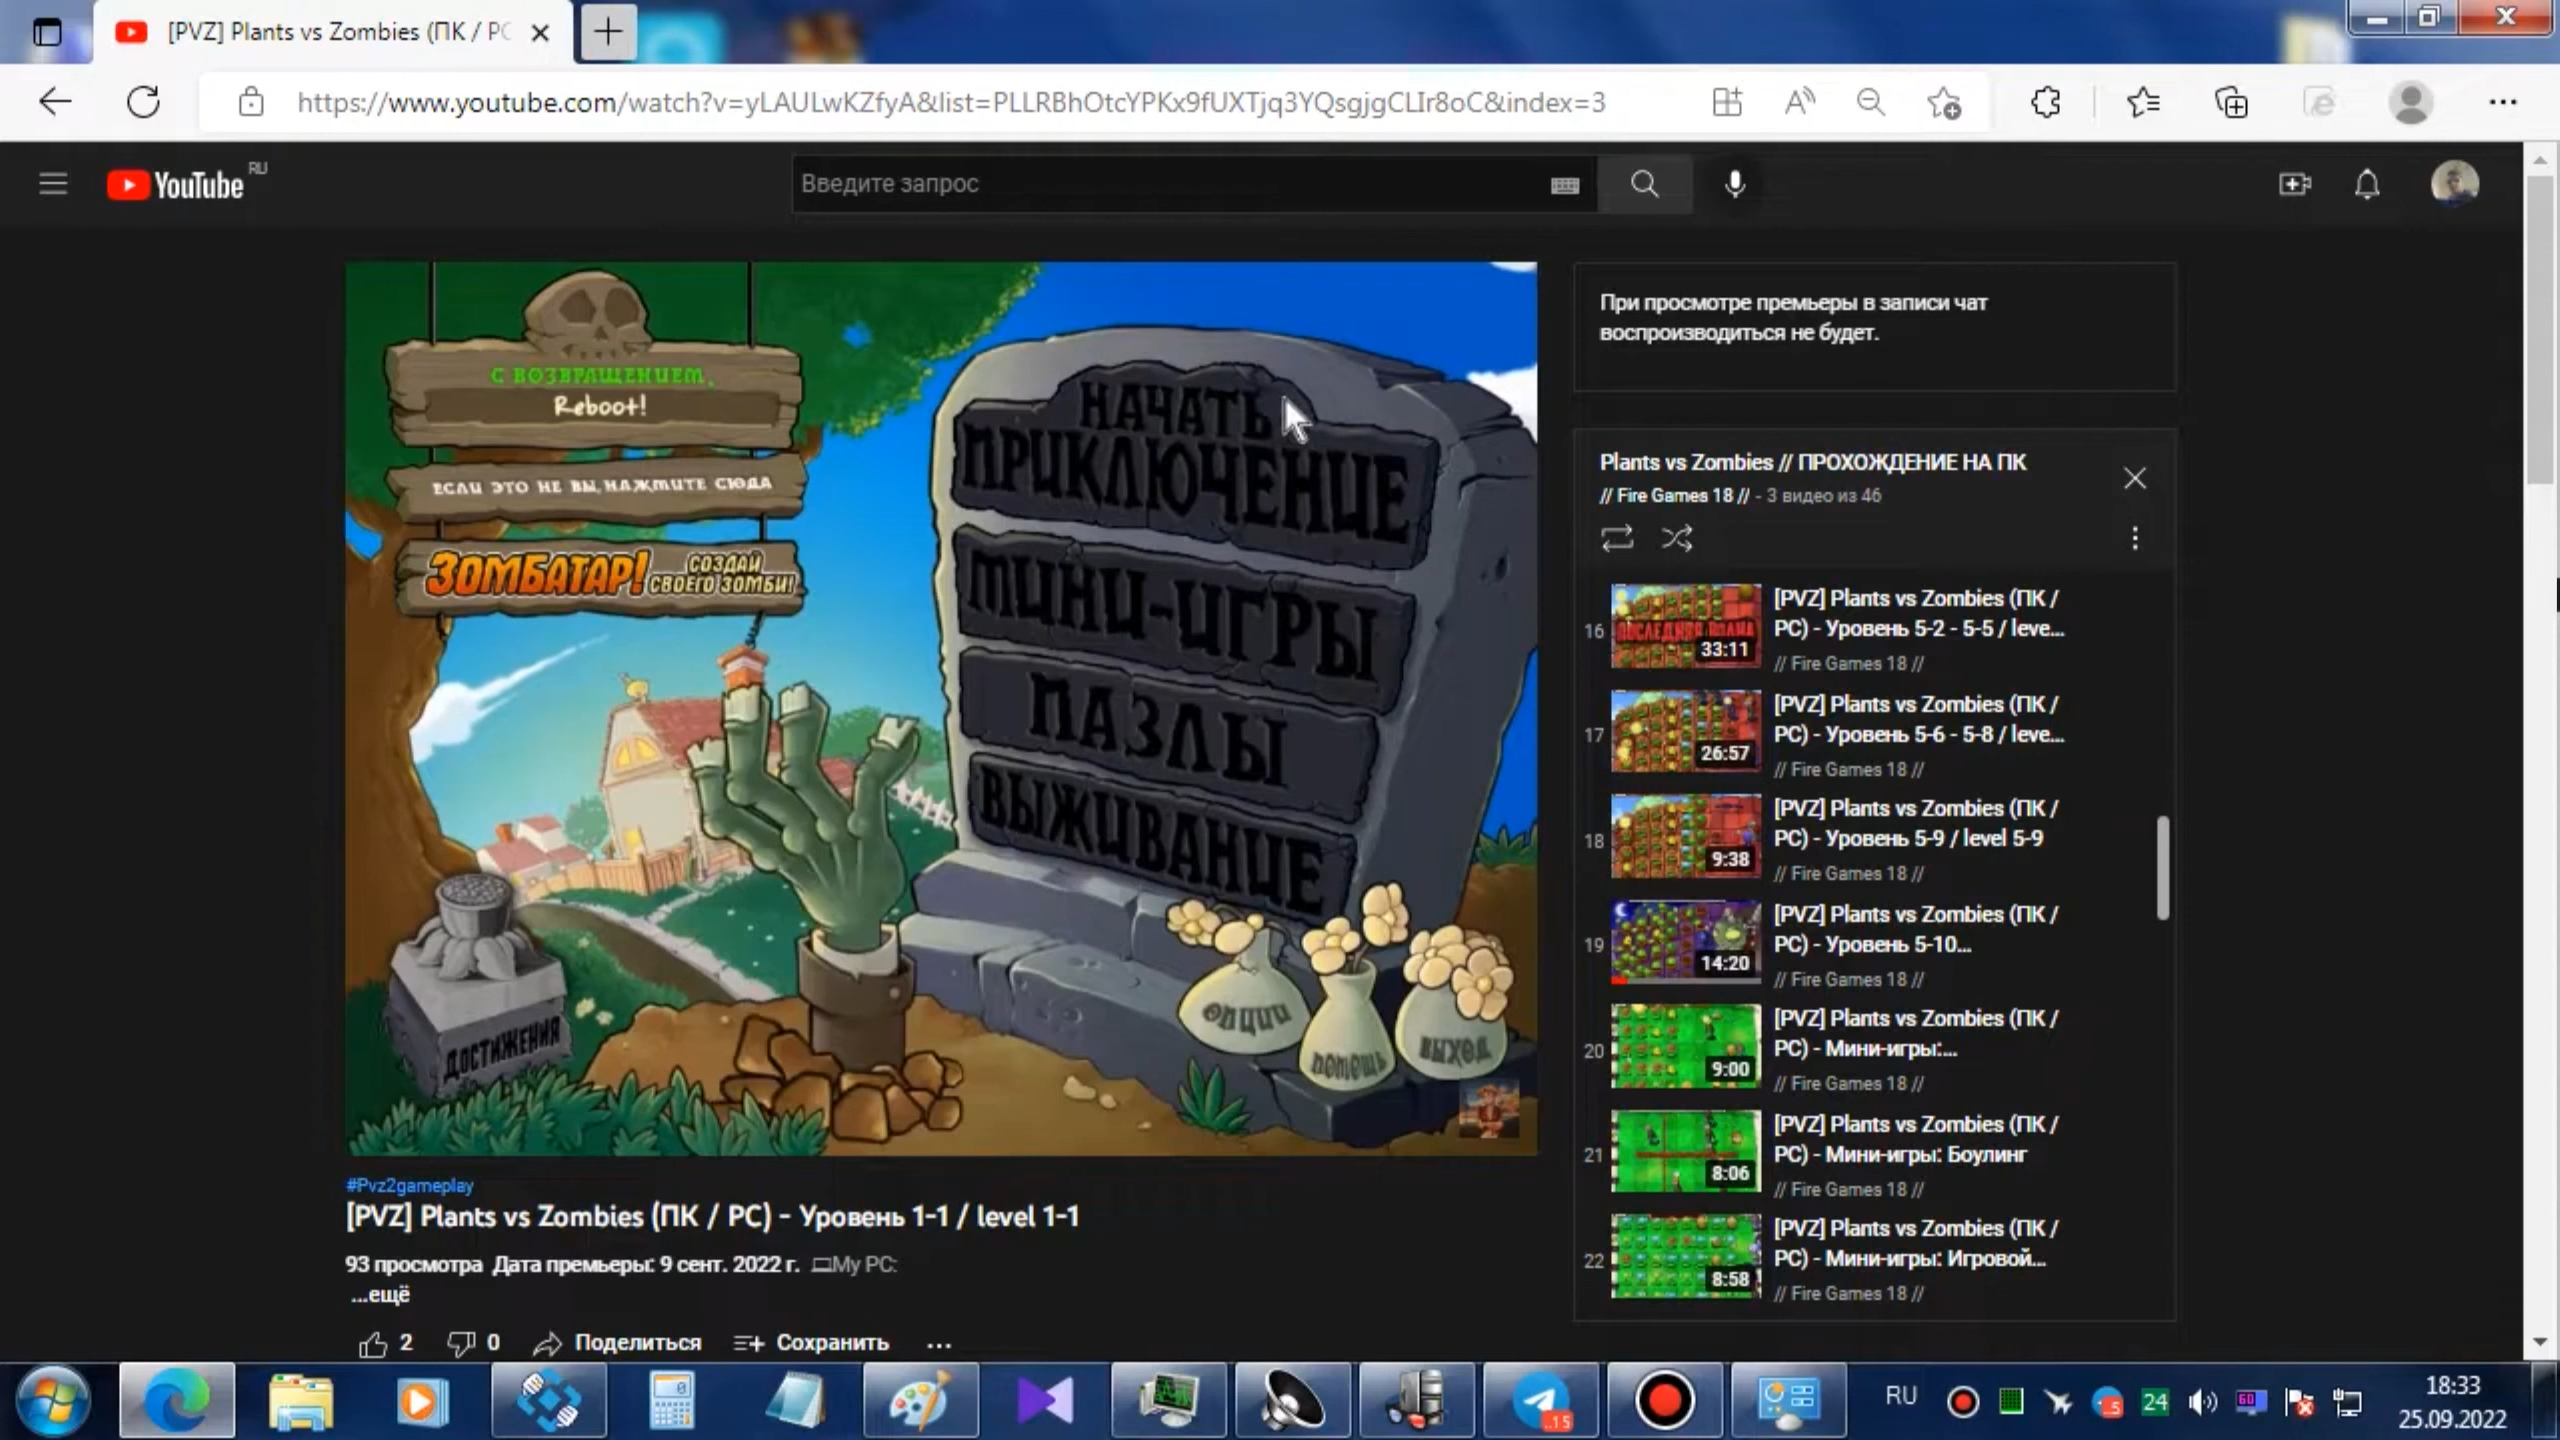 [PVZ] Plants vs Zombies (ПК / РС
https://www.youtube.com/watch?v=yLAULwKZfyA&list=PLLRBhOtcYPKx9fUXTjq3YQsgjgCLIr8oC&index=3
YouTube RU
Введите запрос
С ВОЗВРАЩЕНИЕМ,
Reboot!
ЕСЛИ ЭТО НЕ ВЫ, НАЖМИТЕ СЮДА
ЗОМБАТАР! СОЗДАЙ
СВОЕГО ЗОМБИ!
НАЧАТЬ
ПРИКЛЮЧЕНИЕ
МИНИ-ИГРЫ
ПАЗЛЫ
ВЫЖИВАНИЕ
ДОСТИЖЕНИЯ
ОПЦИИ
ПОМОЩЬ
ВЫХОД
#Pvz2gameplay
[PVZ] Plants vs Zombies (ПК / PC) - Уровень 1-1 / level 1-1
93 просмотра Дата премьеры: 9 сент. 2022 г. My PC:
...ещё
2 0 Поделиться Сохранить ...
При просмотре премьеры в записи чат
воспроизводиться не будет.
Plants vs Zombies // ПРОХОЖДЕНИЕ НА ПК
// Fire Games 18 // - 3 видео из 46
16
ПОСЛЕДНЯЯ ВОЛНА
33:11
[PVZ] Plants vs Zombies (ПК /
PC) - Уровень 5-2 - 5-5 / leve...
// Fire Games 18 //
17
26:57
[PVZ] Plants vs Zombies (ПК /
PC) - Уровень 5-6 - 5-8 / leve...
// Fire Games 18 //
18
9:38
[PVZ] Plants vs Zombies (ПК /
PC) - Уровень 5-9 / level 5-9
// Fire Games 18 //
19
14:20
[PVZ] Plants vs Zombies (ПК /
PC) - Уровень 5-10...
// Fire Games 18 //
20
9:00
[PVZ] Plants vs Zombies (ПК /
PC) - Мини-игры:...
// Fire Games 18 //
21
8:06
[PVZ] Plants vs Zombies (ПК /
PC) - Мини-игры: Боулинг
// Fire Games 18 //
22
8:58
[PVZ] Plants vs Zombies (ПК /
PC) - Мини-игры: Игровой...
// Fire Games 18 //
..15
RU
5
24
60
18:33
25.09.2022